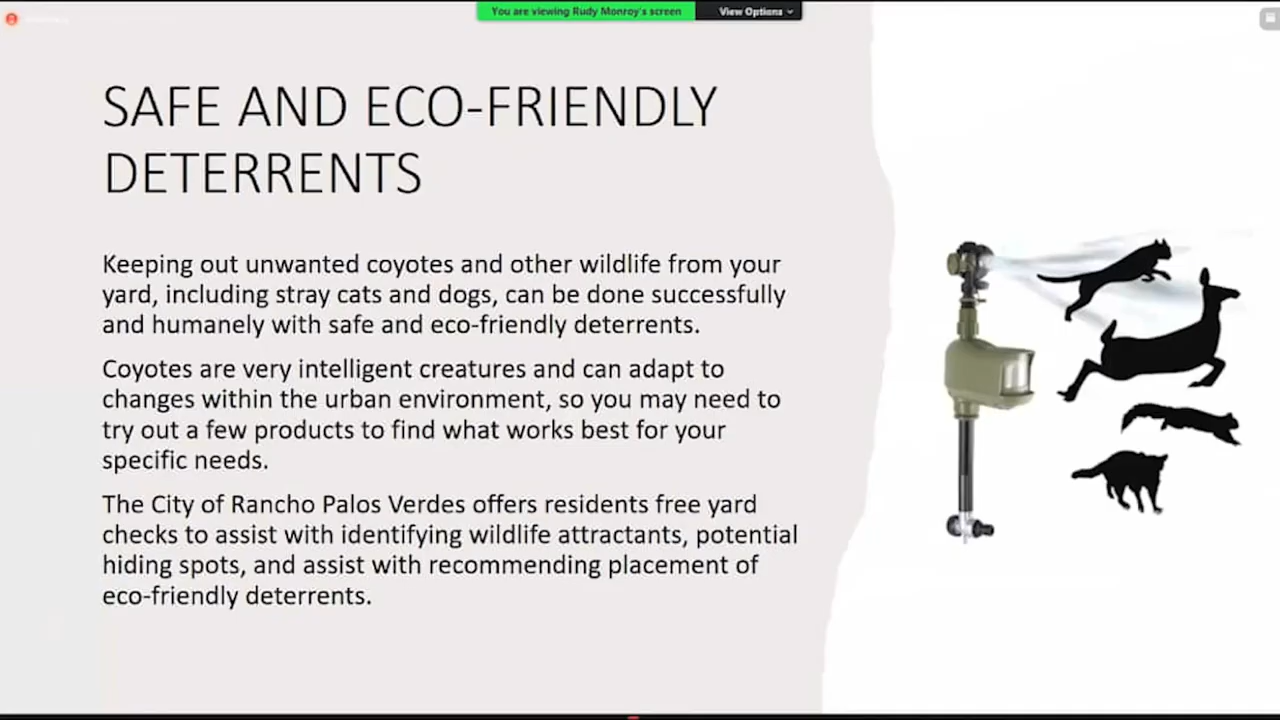 You are viewing Rudy Monroy's screen
View Options
SAFE AND ECO-FRIENDLY
DETERRENTS
Keeping out unwanted coyotes and other wildlife from your
yard, including stray cats and dogs, can be done successfully
and humanely with safe and eco-friendly deterrents.
Coyotes are very intelligent creatures and can adapt to
changes within the urban environment, so you may need to
try out a few products to find what works best for your
specific needs.
The City of Rancho Palos Verdes offers residents free yard
checks to assist with identifying wildlife attractants, potential
hiding spots, and assist with recommending placement of
eco-friendly deterrents.